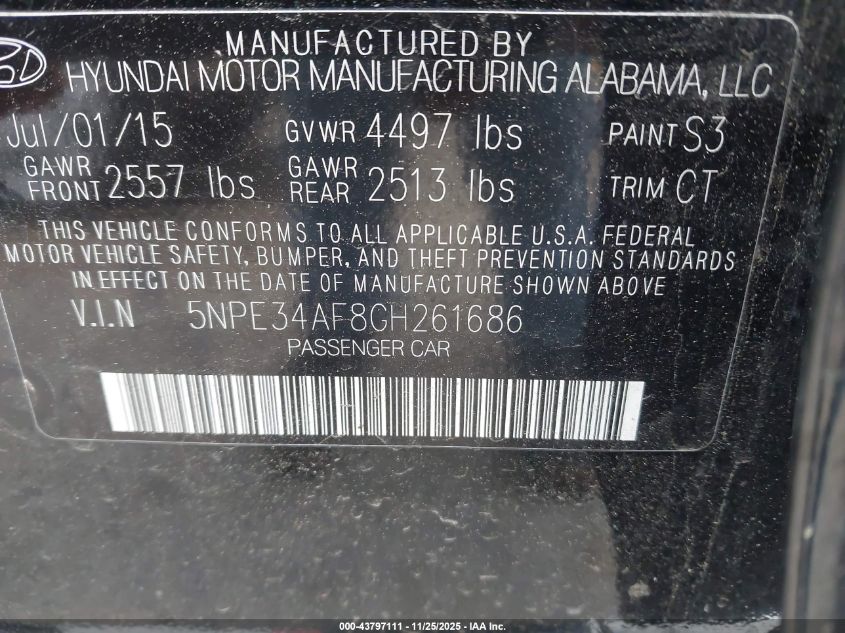 MANUFACTURED BY
HYUNDAI MOTOR MANUFACTURING ALABAMA, LLC
Jul/01/15 GVWR 4497 lbs PAINT S3
GAWR FRONT 2557 lbs GAWR REAR 2513 lbs TRIM CT
THIS VEHICLE CONFORMS TO ALL APPLICABLE U.S.A. FEDERAL
MOTOR VEHICLE SAFETY, BUMPER, AND THEFT PREVENTION STANDARDS
IN EFFECT ON THE DATE OF MANUFACTURE SHOWN ABOVE
V.I.N 5NPE34AF8GH261686
PASSENGER CAR
000-43797111 - 11/25/2025 - IAA Inc.